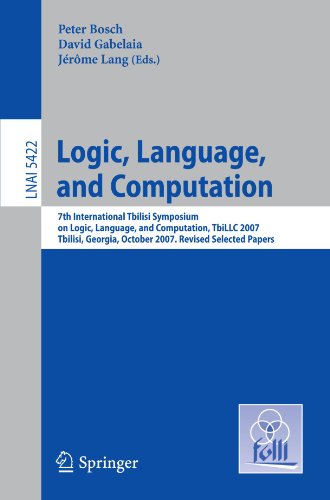 Peter Bosch
David Gabelaia
Jérôme Lang (Eds.)
LNAI 5422
Logic, Language,
and Computation
7th International Tbilisi Symposium
on Logic, Language, and Computation, TbiLLC 2007
Tbilisi, Georgia, October 2007. Revised Selected Papers
folli
Springer